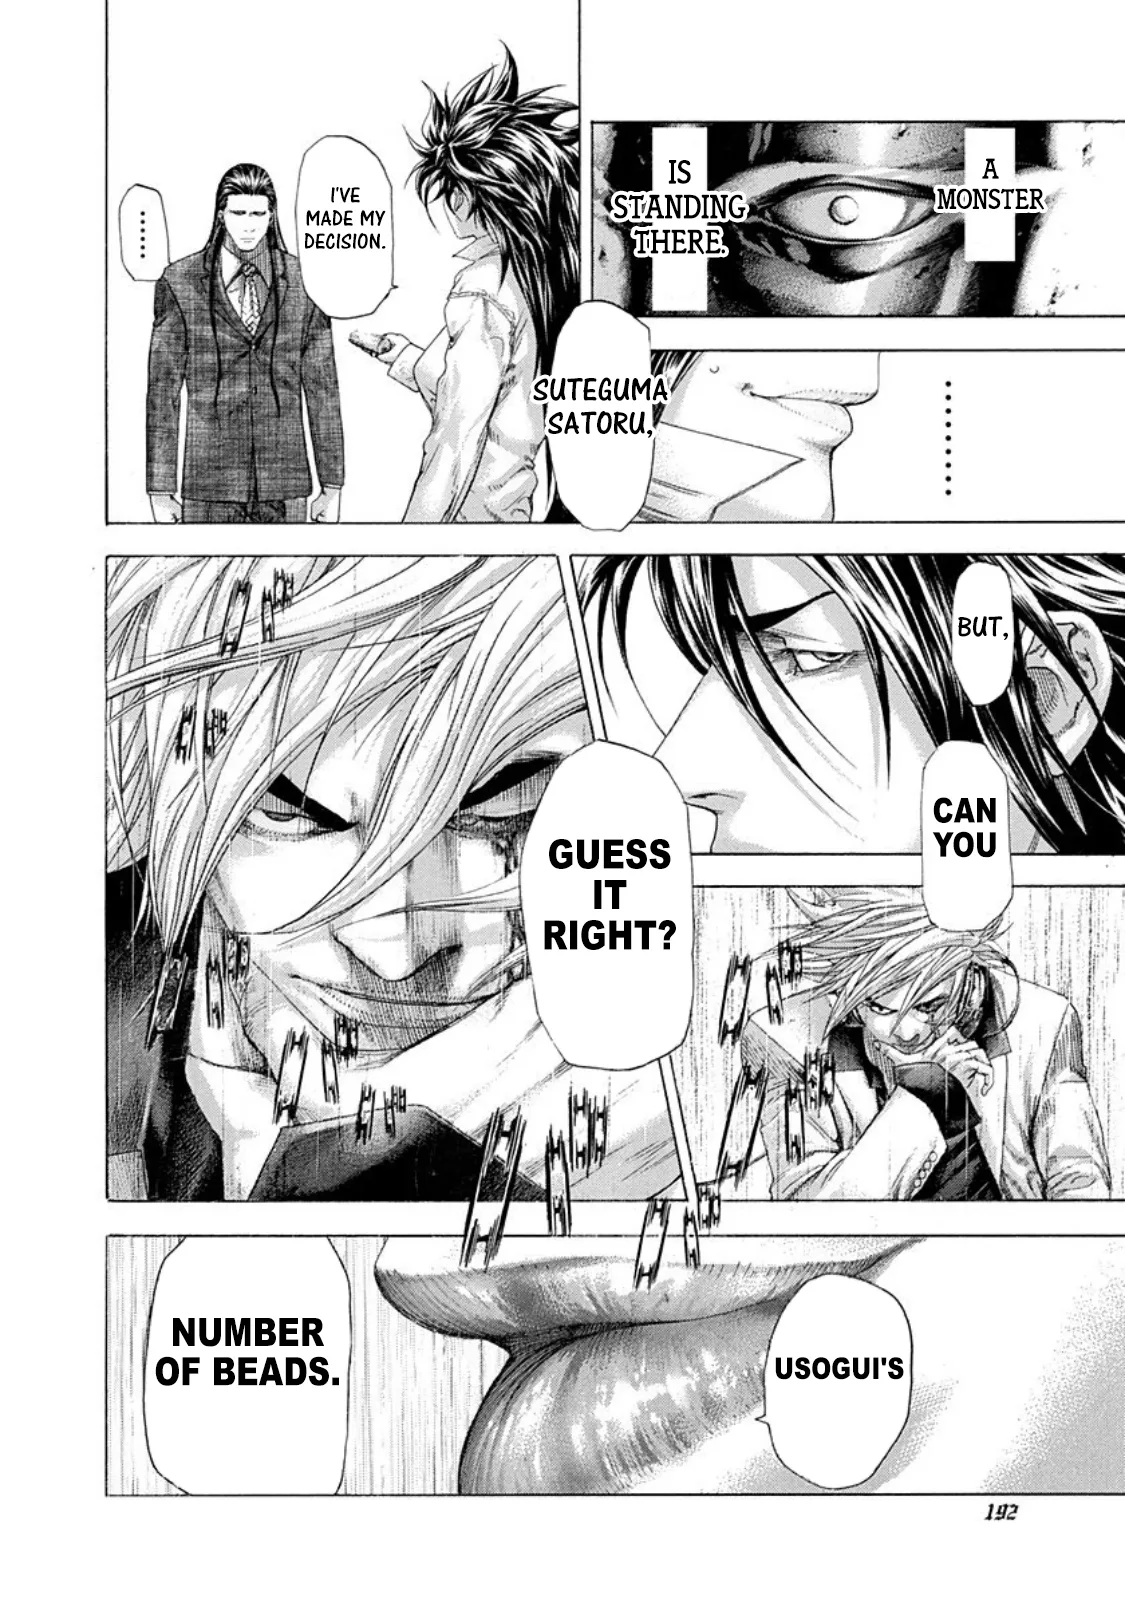 A
MONSTER
IS
STANDING
THERE.
........
SUTEGUMA
SATORU,
I'VE
MADE MY
DECISION.
......
BUT,
CAN
YOU
GUESS
IT
RIGHT?
USOGUI'S
NUMBER
OF BEADS.
192